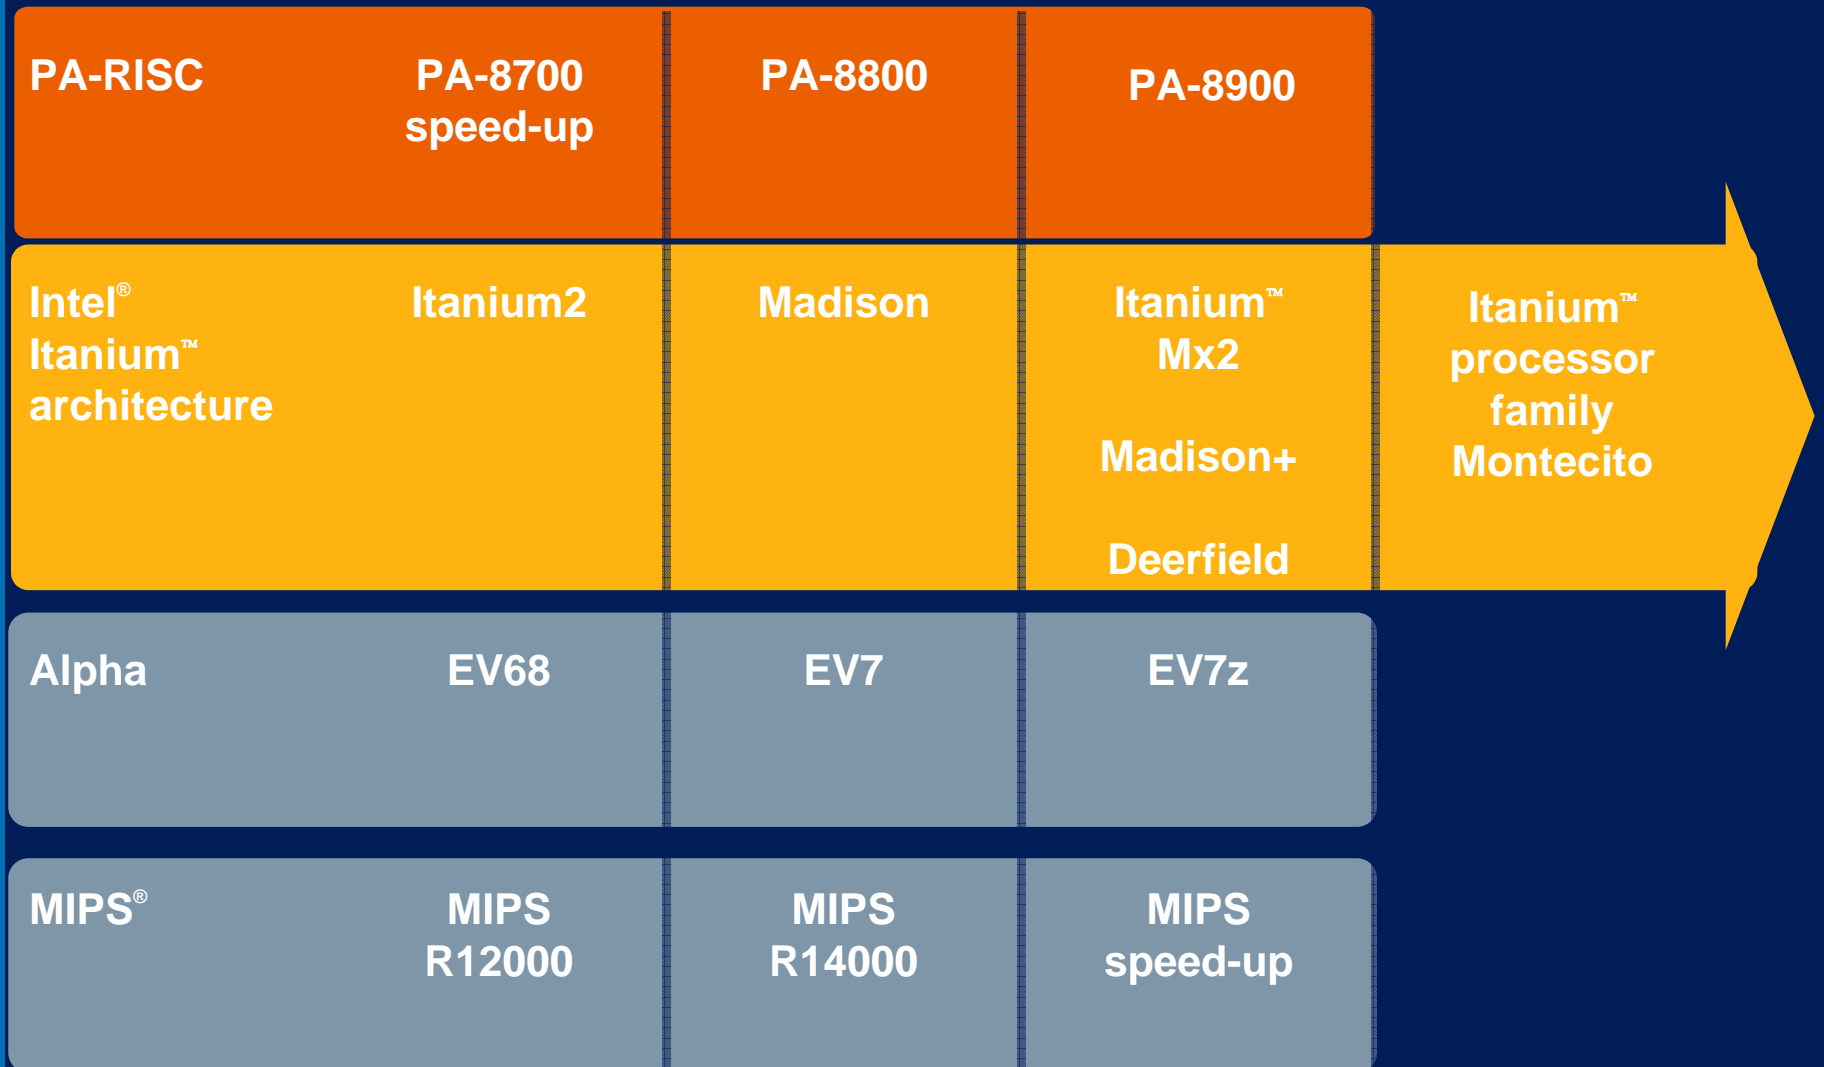 PA-RISC
PA-8700
speed-up
PA-8800
PA-8900
Intel®
Itanium™
architecture
Itanium2
Madison
Itanium™
Mx2
Madison+
Deerfield
Itanium™
processor
family
Montecito
Alpha
EV68
EV7
EV7z
MIPS®
MIPS
R12000
MIPS
R14000
MIPS
speed-up